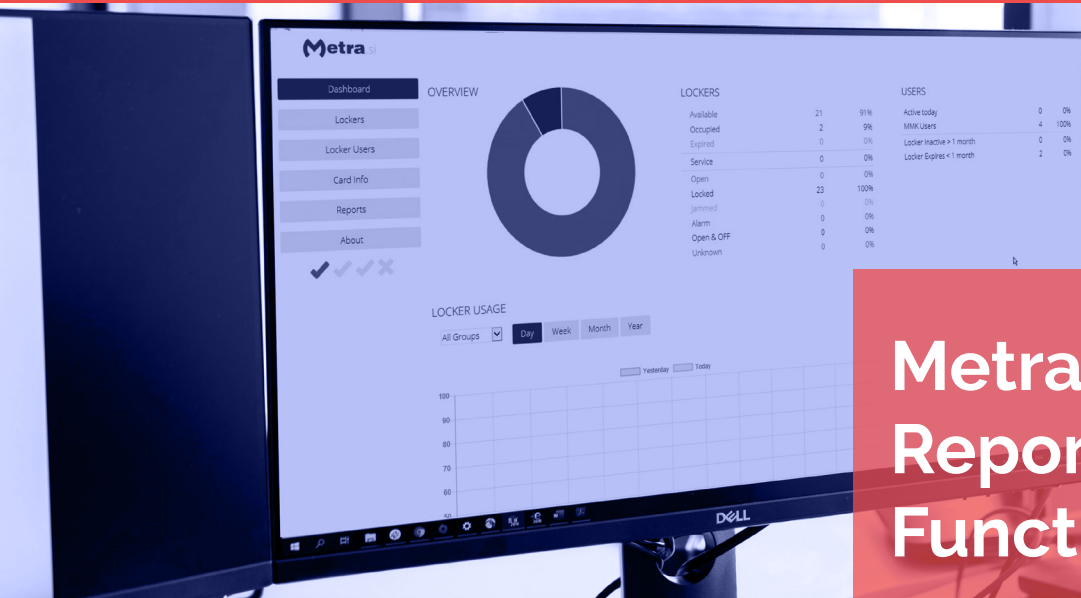 Metra.si
Dashboard
Lockers
Locker Users
Card Info
Reports
About
OVERVIEW
LOCKERS
Available 21 91%
Occupied 2 9%
Expired 0 0%
Service 0 0%
Open 0 0%
Locked 23 100%
Jammed 0 0%
Alarm 0 0%
Open & OFF 0 0%
Unknown 0 0%
USERS
Active today 0 0%
MMK Users 4 100%
Locker Inactive > 1 month 0 0%
Locker Expires < 1 month 2 0%
LOCKER USAGE
All Groups Day Week Month Year
Yesterday Today
100
90
80
70
60
50
DELL
Metra
Repor
Funct